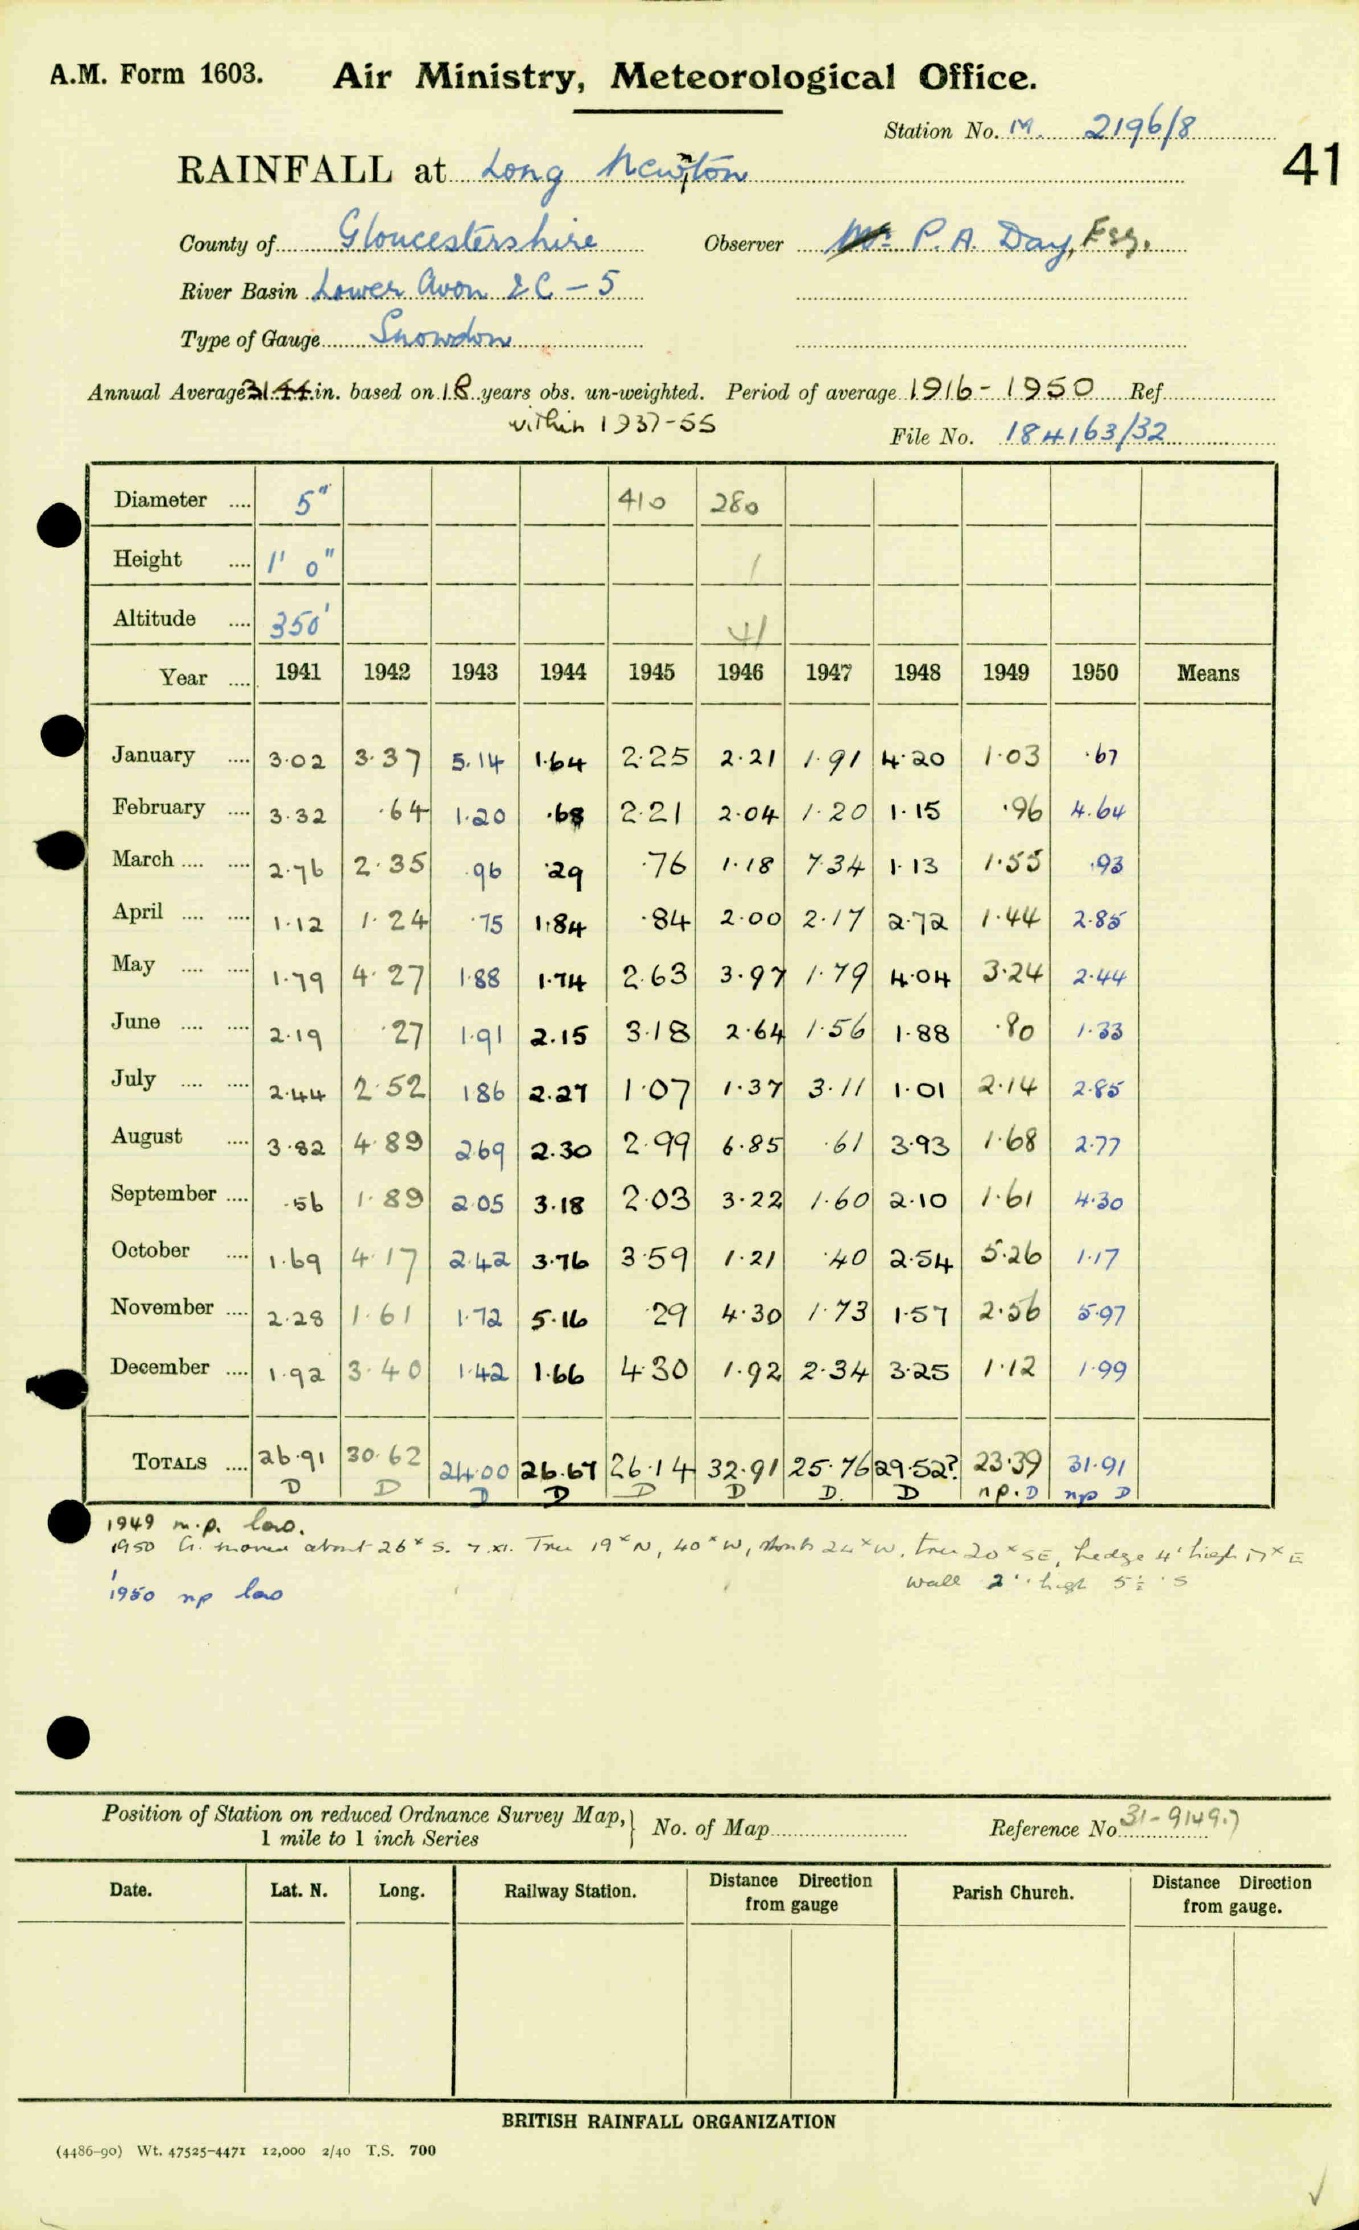 A.M. Form 1603. Air Ministry, Meteorological Office.
Station No. M. 2196/8
41
RAINFALL at Long Newnton
County of Gloucestershire Observer Mr. P. A. Day, Esq.
River Basin Lower Avon &C - 5
Type of Gauge Snowdon
Annual Average 31.44 in. based on 18 years obs. un-weighted. Period of average 1916 - 1950 Ref
within 1937-55
File No. 184163/32
Diameter .... 5" 410 280
Height .... 1' 0" 1
Altitude .... 350' 41
Year .... 1941 1942 1943 1944 1945 1946 1947 1948 1949 1950 Means
January .... 3.02 3.37 5.14 1.64 2.25 2.21 1.91 4.20 1.03 .67
February .... 3.32 .64 1.20 .68 2.21 2.04 1.20 1.15 .96 4.64
March .... .... 2.76 2.35 .96 .29 .76 1.18 7.34 1.13 1.55 .93
April .... .... 1.12 1.24 .75 1.84 .84 2.00 2.17 2.72 1.44 2.85
May .... .... 1.79 4.27 1.88 1.74 2.63 3.97 1.79 4.04 3.24 2.44
June .... .... 2.19 .27 1.91 2.15 3.18 2.64 1.56 1.88 .80 1.33
July .... .... 2.44 2.52 1.86 2.27 1.07 1.37 3.11 1.01 2.14 2.85
August .... 3.82 4.89 2.69 2.30 2.99 6.85 .61 3.93 1.68 2.77
September .... .56 1.89 2.05 3.18 2.03 3.22 1.60 2.10 1.61 4.30
October .... 1.69 4.17 2.42 3.76 3.59 1.21 .40 2.54 5.26 1.17
November .... 2.28 1.61 1.72 5.16 .29 4.30 1.73 1.57 2.56 5.97
December .... 1.92 3.40 1.42 1.66 4.30 1.92 2.34 3.25 1.12 1.99
TOTALS .... 26.91 30.62 24.00 26.67 26.14 32.91 25.76 29.52? 23.39 31.91
D D D D D D D. D np. D np D
1949 m.p. low.
1950 G. moved about 26x S. 7.XI. Tree 19x N, 40x W, shrub 24x W, tree 20x SE, hedge 4' high 17x E
wall 2' high 5½ S
1950 np low
Position of Station on reduced Ordnance Survey Map, No. of Map Reference No 31-9149.7
1 mile to 1 inch Series
Date. Lat. N. Long. Railway Station. Distance Direction from gauge Parish Church. Distance Direction from gauge.
BRITISH RAINFALL ORGANIZATION
(4486-90) Wt. 47525-4471 12,000 2/40 T.S. 700